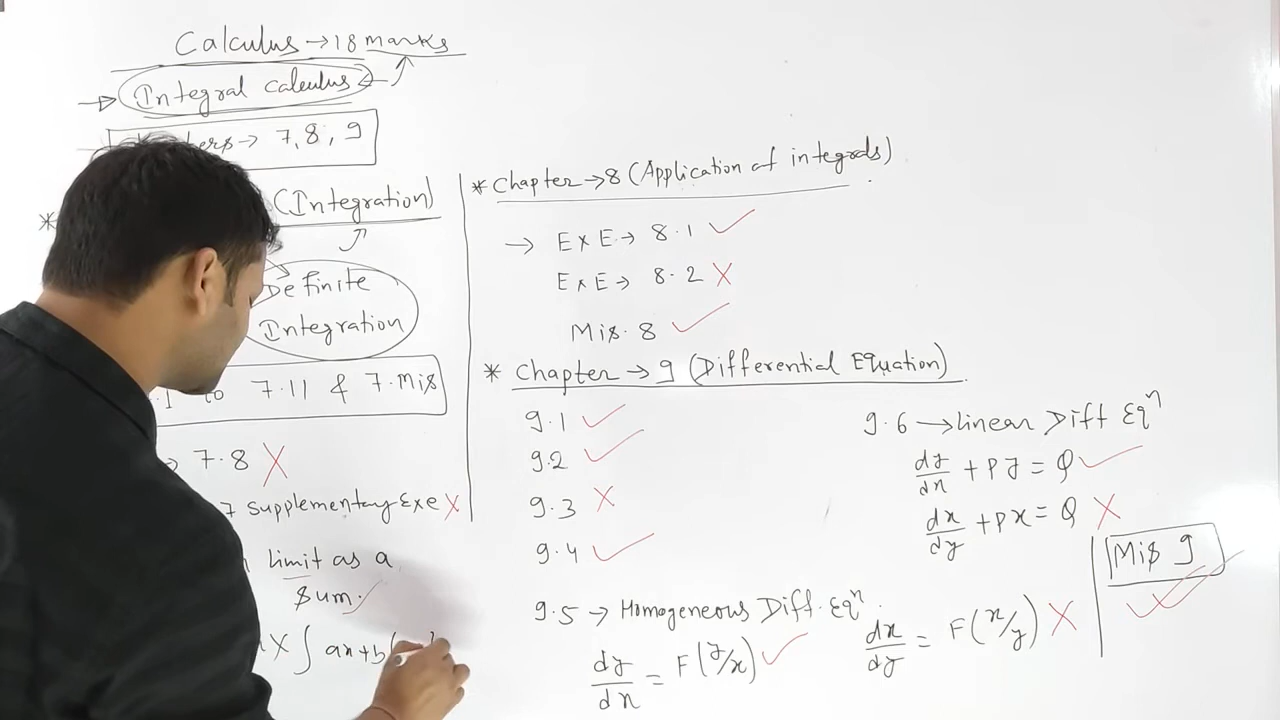 Calculus → 18 marks
→ Integral calculus ←
→ 7, 8, 9
* (Integration)
Definite
Integration
to 7.11 & 7.Mis
→ 7.8 X
7 supplementary Exe X
Limit as a
Sum. ✓
X ∫ ax+b
* Chapter → 8 (Application of integrals)
→ EXE → 8.1 ✓
EXE → 8.2 X
Mis. 8 ✓
* Chapter → 9 (Differential Equation)
9.1 ✓
9.2 ✓
9.3 X
9.4 ✓
9.5 → Homogeneous Diff. Eqⁿ.
dy/dx = F(y/x) ✓
dx/dy = F(x/y) X
9.6 → Linear Diff Eqⁿ
dy/dx + Py = Q ✓
dx/dy + Px = Q X
Mis 9 ✓✓